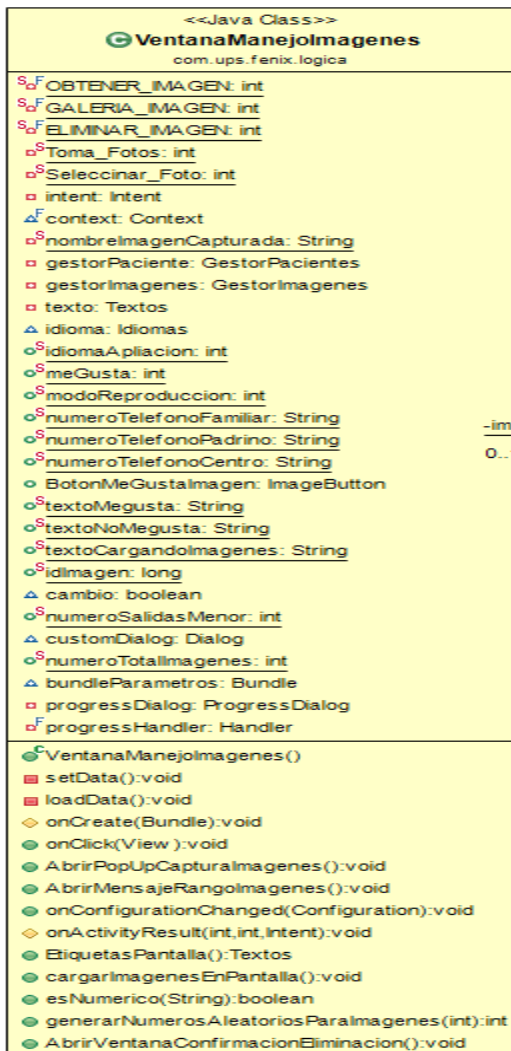 <<Java Class>>
VentanaManejoImagenes
com.ups.fenix.logica
OBTENER_IMAGEN: int
GALERIA_IMAGEN: int
ELIMINAR_IMAGEN: int
Toma_Fotos: int
Seleccinar_Foto: int
intent: Intent
context: Context
nombreImagenCapturada: String
gestorPaciente: GestorPacientes
gestorImagenes: GestorImagenes
texto: Textos
idioma: Idiomas
idiomaApliacion: int
meGusta: int
modoReproduccion: int
numeroTelefonoFamiliar: String
numeroTelefonoPadrino: String
numeroTelefonoCentro: String
BotonMeGustaImagen: ImageButton
textoMegusta: String
textoNoMegusta: String
textoCargandoImagenes: String
idImagen: long
cambio: boolean
numeroSalidasMenor: int
customDialog: Dialog
numeroTotalImagenes: int
bundleParametros: Bundle
progressDialog: ProgressDialog
progressHandler: Handler
VentanaManejoImagenes()
setData():void
loadData():void
onCreate(Bundle):void
onClick(View ):void
AbrirPopUpCapturaImagenes():void
AbrirMensajeRangoImagenes():void
onConfigurationChanged(Configuration):void
onActivityResult(int,int,Intent):void
EtiquetasPantalla():Textos
cargarImagenesEnPantalla():void
esNumerico(String):boolean
generarNumerosAleatoriosParaImagenes(int):int
AbrirVentanaConfirmacionEliminacion():void
-im
0..